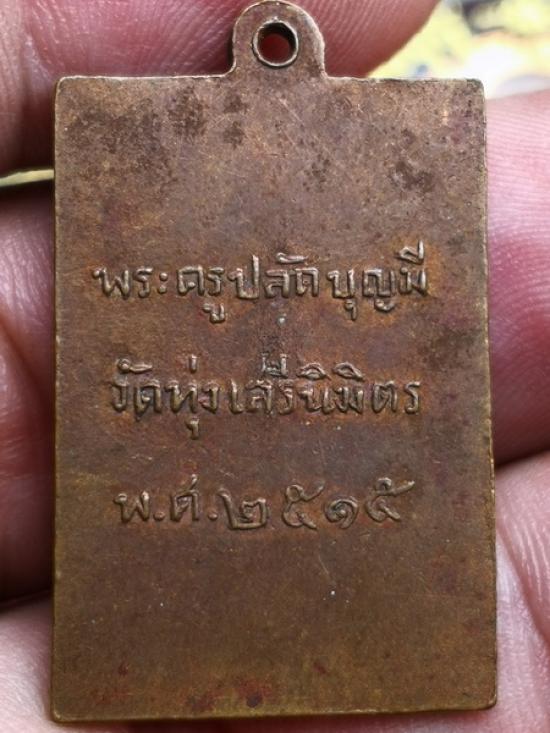 พระครูปลัดบุญมี
วัดทุ่งเสรีนิมิตร
พ.ศ.๒๕๑๕